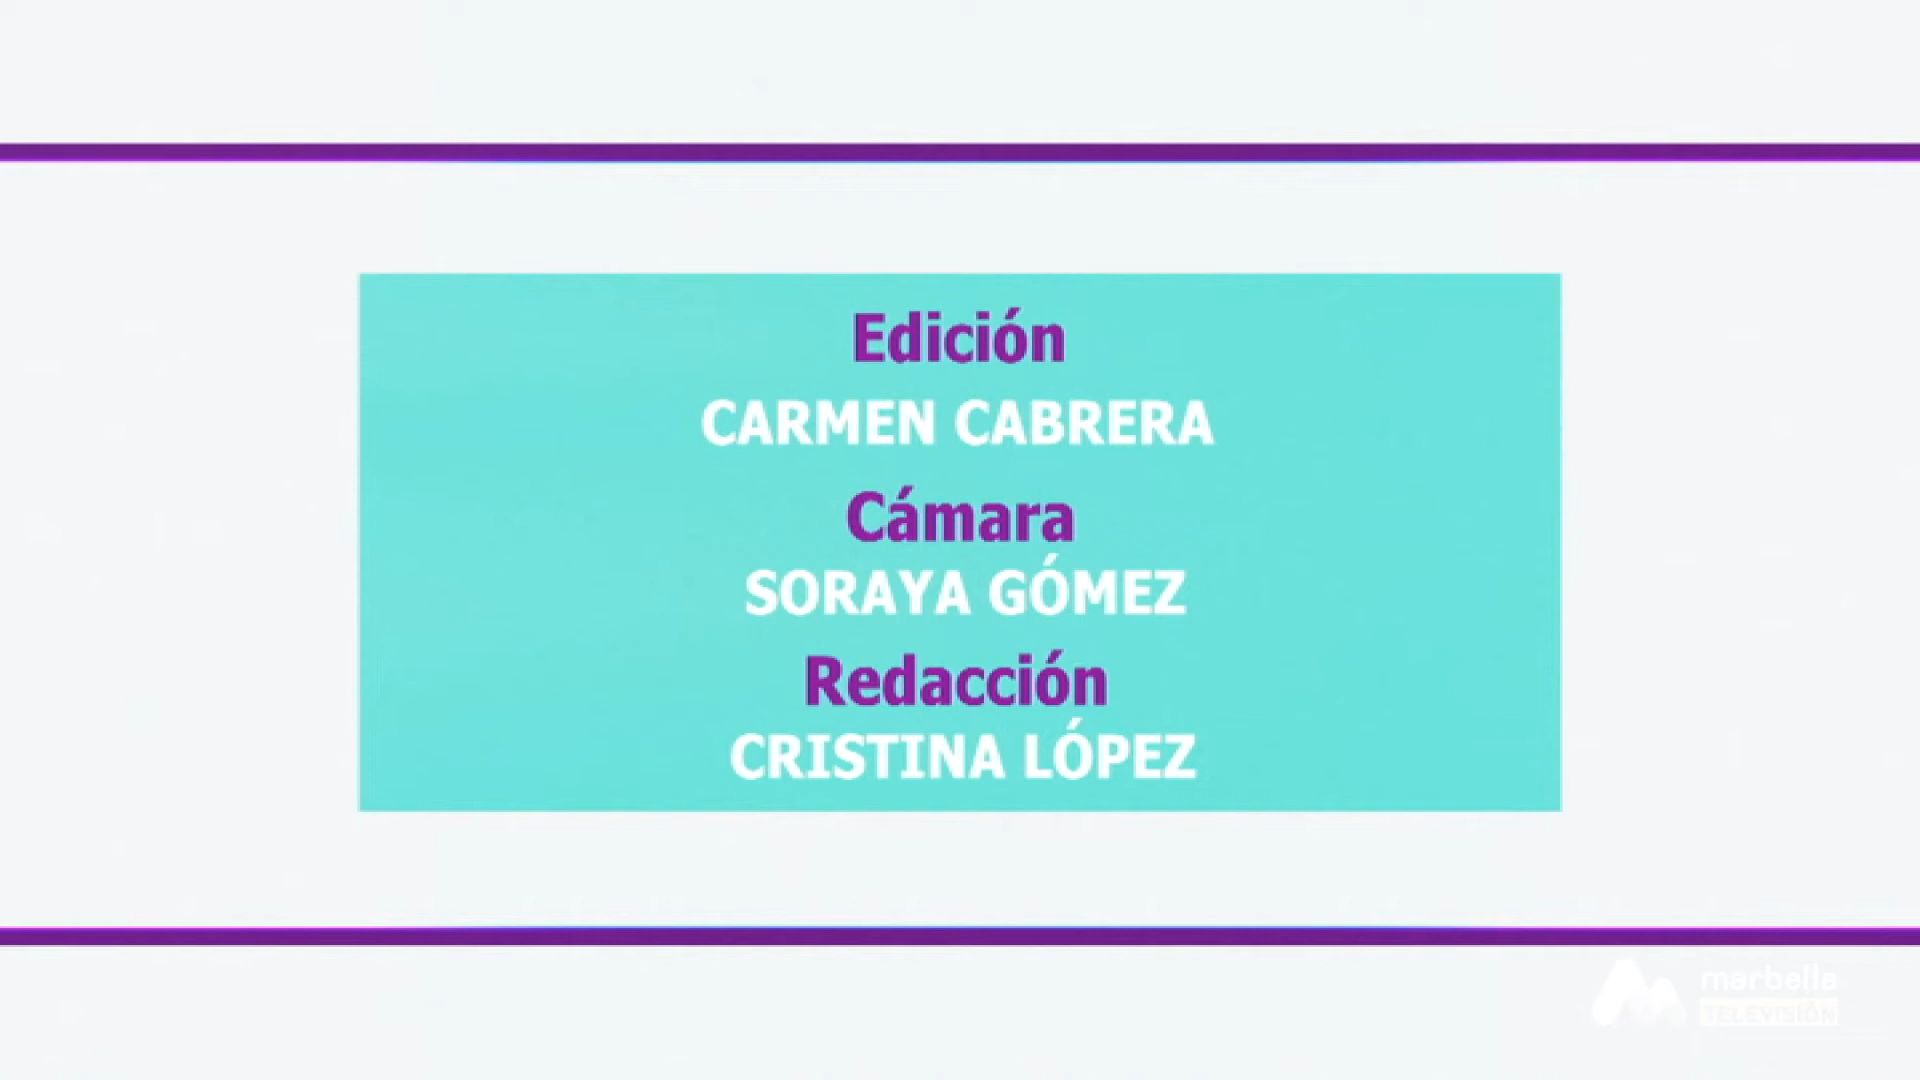 Edición
CARMEN CABRERA
Cámara
SORAYA GÓMEZ
Redacción
CRISTINA LÓPEZ
marbella
TELEVISIÓN